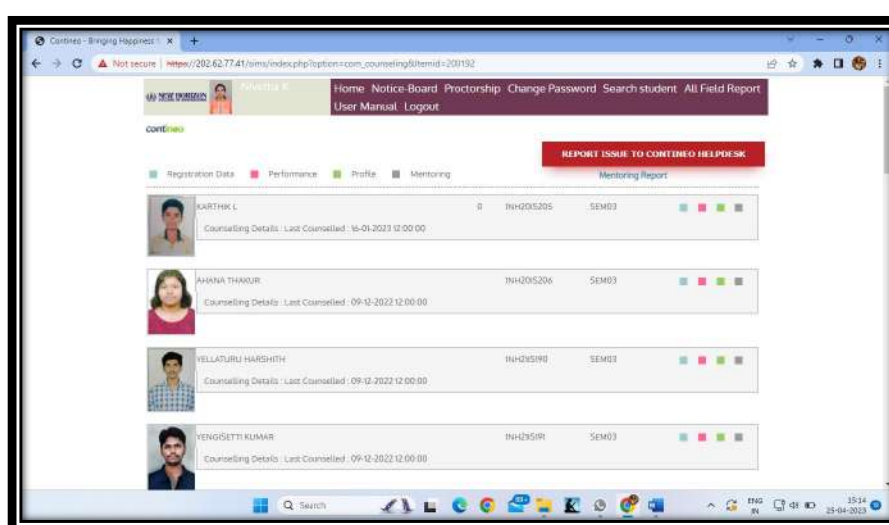 Contineo - Bringing Happiness t
Not secure | https://202.62.77.41/sims/index.php?option=com_counseling&Itemid=200192
NEW HORIZON
Home Notice-Board Proctorship Change Password Search student All Field Report
User Manual Logout
contineo
REPORT ISSUE TO CONTINEO HELPDESK
Registration Data Performance Profile Mentoring Mentoring Report
KARTHIK L 0 SEM03
Counselling Details : Last Counselled : 16-01-2023 12:00:00
AHANA THAKUR SEM03
Counselling Details : Last Counselled : 09-12-2022 12:00:00
YELLATURU HARSHITH SEM03
Counselling Details : Last Counselled : 09-12-2022 12:00:00
YENGISETTI KUMAR SEM03
Counselling Details : Last Counselled : 09-12-2022 12:00:00
Search
ENG
IN
15:14
25-04-2023